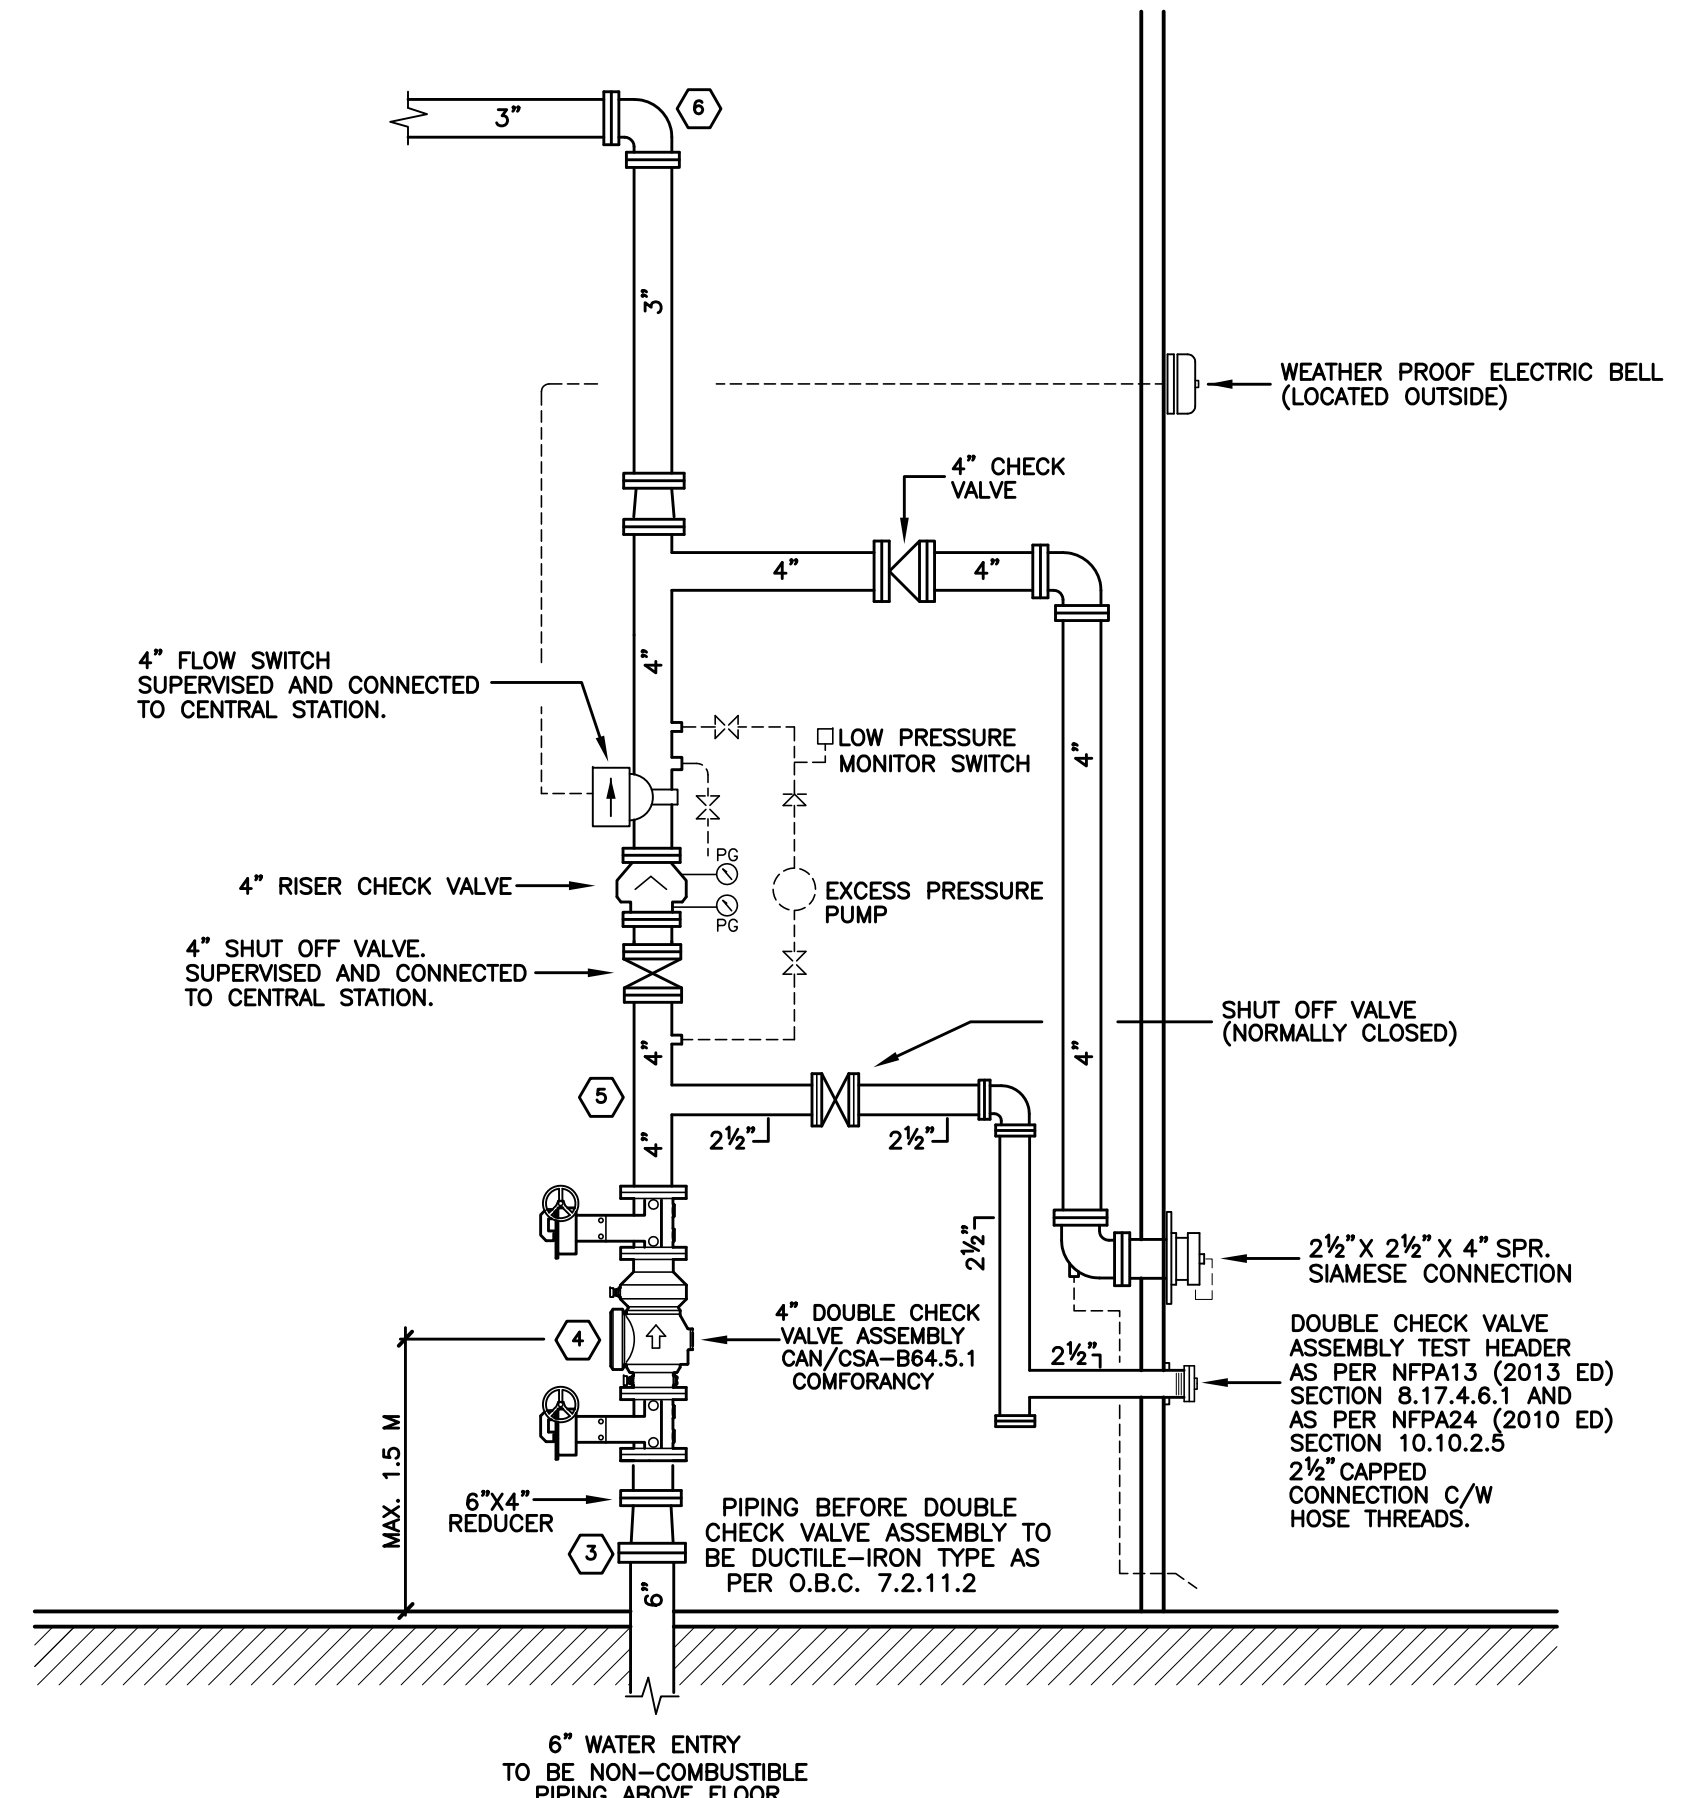 3”
6
3”
WEATHER PROOF ELECTRIC BELL
(LOCATED OUTSIDE)
4” CHECK
VALVE
4”
4”
4” FLOW SWITCH
SUPERVISED AND CONNECTED
TO CENTRAL STATION.
4”
LOW PRESSURE
MONITOR SWITCH
4”
PG
4” RISER CHECK VALVE
EXCESS PRESSURE
PUMP
PG
4” SHUT OFF VALVE.
SUPERVISED AND CONNECTED
TO CENTRAL STATION.
SHUT OFF VALVE
(NORMALLY CLOSED)
4”
4”
5
2½”
2½”
4”
2½”
2½”X 2½”X 4” SPR.
SIAMESE CONNECTION
4
4” DOUBLE CHECK
VALVE ASSEMBLY
CAN/CSA-B64.5.1
COMFORANCY
2½”
DOUBLE CHECK VALVE
ASSEMBLY TEST HEADER
AS PER NFPA13 (2013 ED)
SECTION 8.17.4.6.1 AND
AS PER NFPA24 (2010 ED)
SECTION 10.10.2.5
2½” CAPPED
CONNECTION C/W
HOSE THREADS.
MAX. 1.5 M
6”X4”
REDUCER
PIPING BEFORE DOUBLE
CHECK VALVE ASSEMBLY TO
BE DUCTILE-IRON TYPE AS
PER O.B.C. 7.2.11.2
3
6”
6” WATER ENTRY
TO BE NON-COMBUSTIBLE
PIPING ABOVE FLOOR